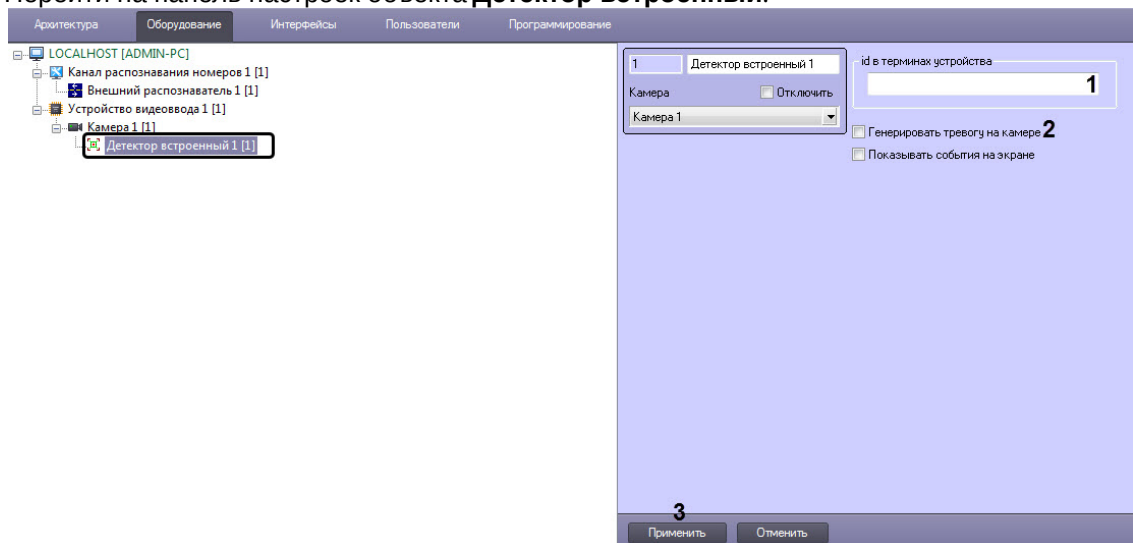 Перейти на панель настроек объекта Детектор встроенный.
Архитектура Оборудование Интерфейсы Пользователи Программирование
LOCALHOST [ADMIN-PC]
Канал распознавания номеров 1 [1]
Внешний распознаватель 1 [1]
Устройство видеоввода 1 [1]
Камера 1 [1]
Детектор встроенный 1 [1]
1 Детектор встроенный 1
Камера Отключить
Камера 1
id в терминах устройства
1
Генерировать тревогу на камере 2
Показывать события на экране
3
Применить Отменить